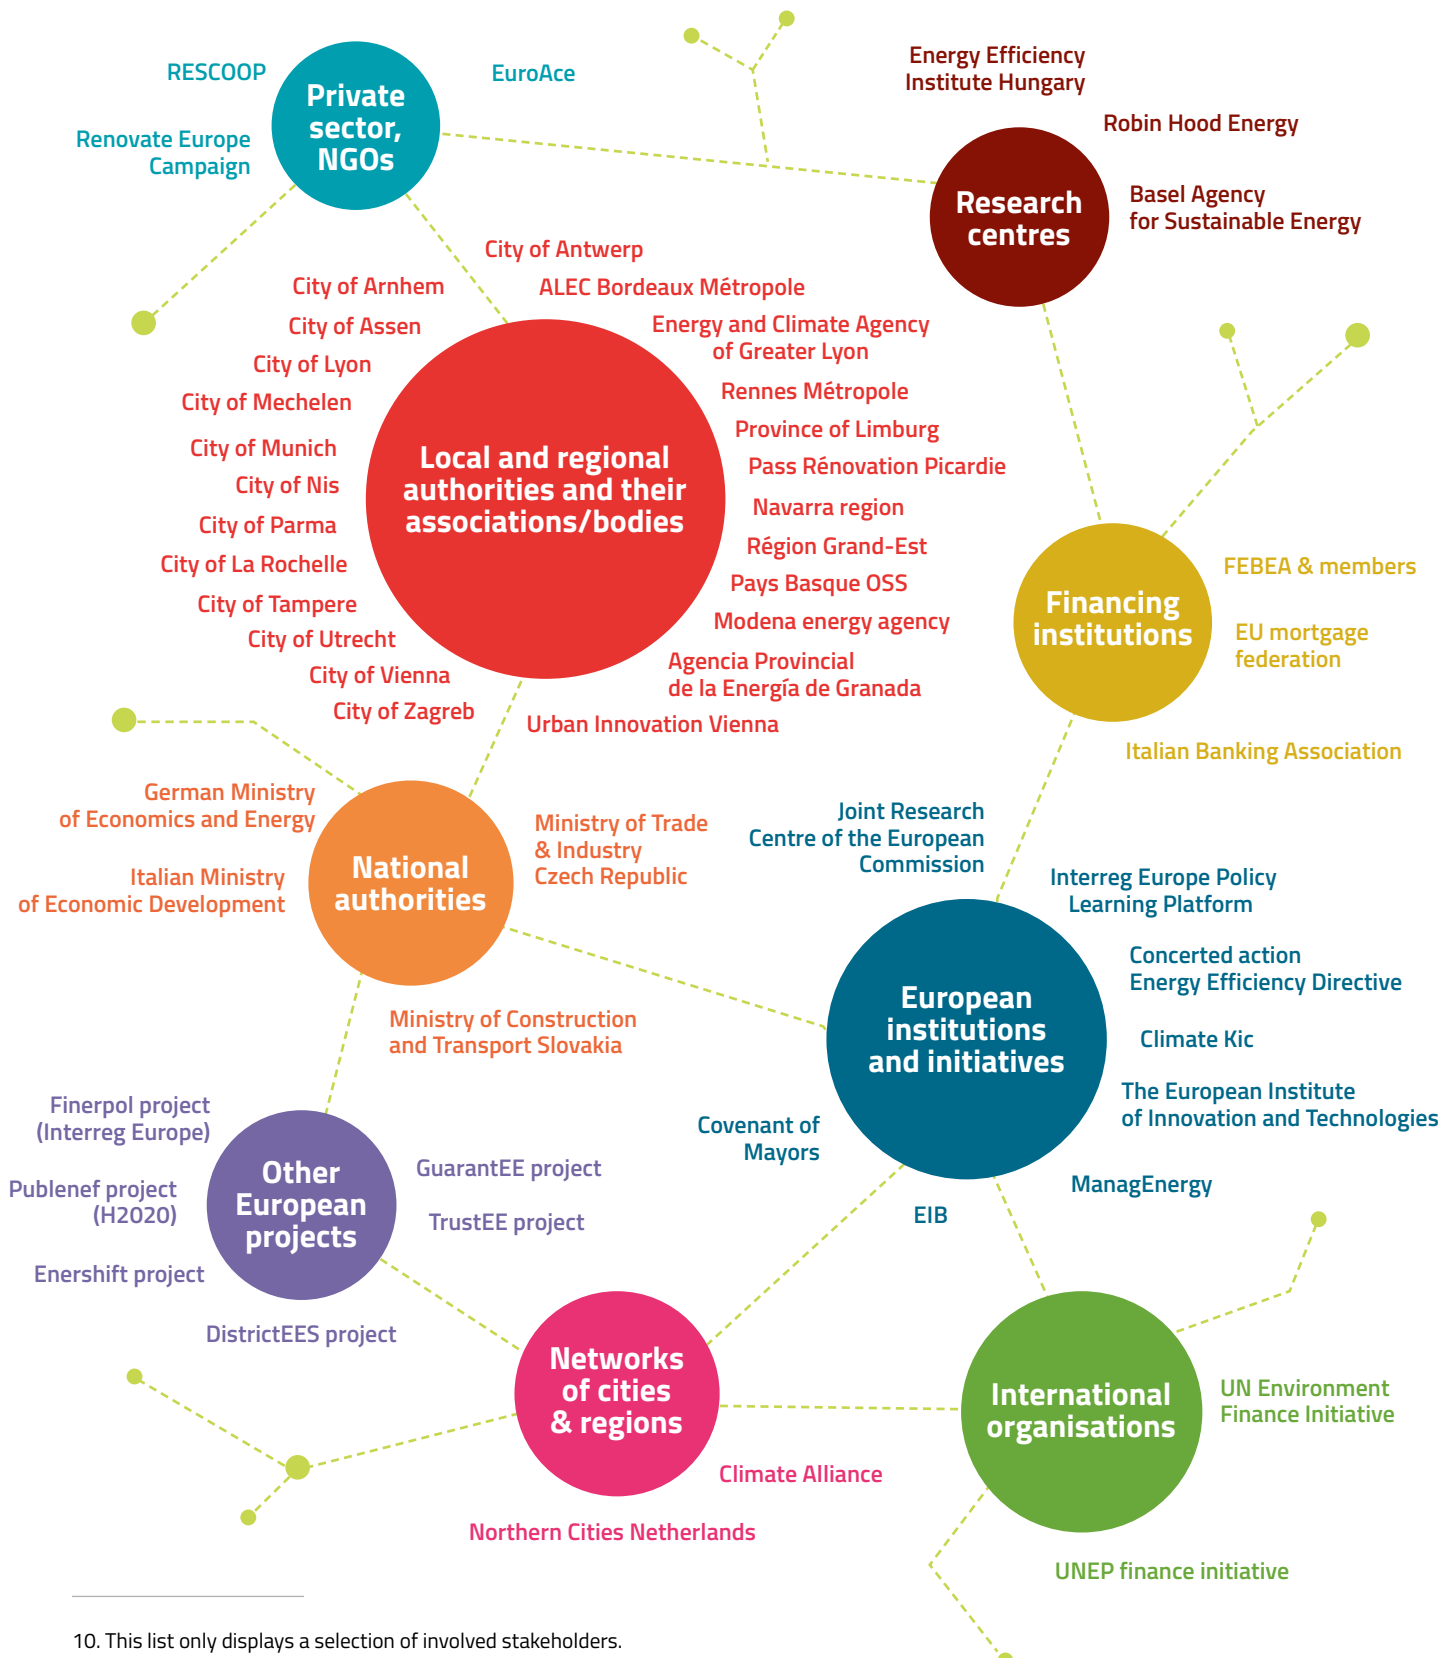 RESCOOP
Renovate Europe
Campaign
Private
sector,
NGOs
EuroAce
Energy Efficiency
Institute Hungary
Robin Hood Energy
Basel Agency
for Sustainable Energy
Research
centres
City of Antwerp
ALEC Bordeaux Métropole
Energy and Climate Agency
of Greater Lyon
Rennes Métropole
Province of Limburg
Pass Rénovation Picardie
Navarra region
Région Grand-Est
Pays Basque OSS
Modena energy agency
Agencia Provincial
de la Energía de Granada
Urban Innovation Vienna
City of Arnhem
City of Assen
City of Lyon
City of Mechelen
City of Munich
City of Nis
City of Parma
City of La Rochelle
City of Tampere
City of Utrecht
City of Vienna
City of Zagreb
Local and regional
authorities and their
associations/bodies
Financing
institutions
FEBEA & members
EU mortgage
federation
Italian Banking Association
German Ministry
of Economics and Energy
Italian Ministry
of Economic Development
National
authorities
Ministry of Trade
& Industry
Czech Republic
Ministry of Construction
and Transport Slovakia
Joint Research
Centre of the European
Commission
Interreg Europe Policy
Learning Platform
Concerted action
Energy Efficiency Directive
Climate Kic
The European Institute
of Innovation and Technologies
ManagEnergy
EIB
Covenant of
Mayors
European
institutions
and initiatives
Finerpol project
(Interreg Europe)
Publenef project
(H2020)
Enershift project
DistrictEES project
GuarantEE project
TrustEE project
Other
European
projects
Networks
of cities
& regions
Climate Alliance
Northern Cities Netherlands
International
organisations
UN Environment
Finance Initiative
UNEP finance initiative
10. This list only displays a selection of involved stakeholders.